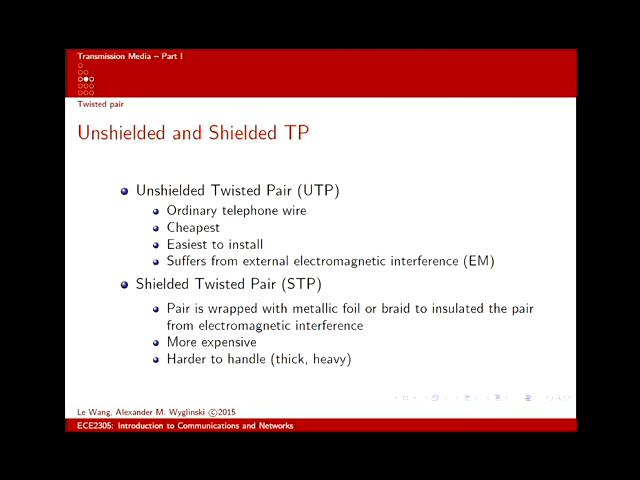 Transmission Media – Part I
Twisted pair
Unshielded and Shielded TP
Unshielded Twisted Pair (UTP)
Ordinary telephone wire
Cheapest
Easiest to install
Suffers from external electromagnetic interference (EM)
Shielded Twisted Pair (STP)
Pair is wrapped with metallic foil or braid to insulated the pair
from electromagnetic interference
More expensive
Harder to handle (thick, heavy)
Le Wang, Alexander M. Wyglinski ©2015
ECE2305: Introduction to Communications and Networks